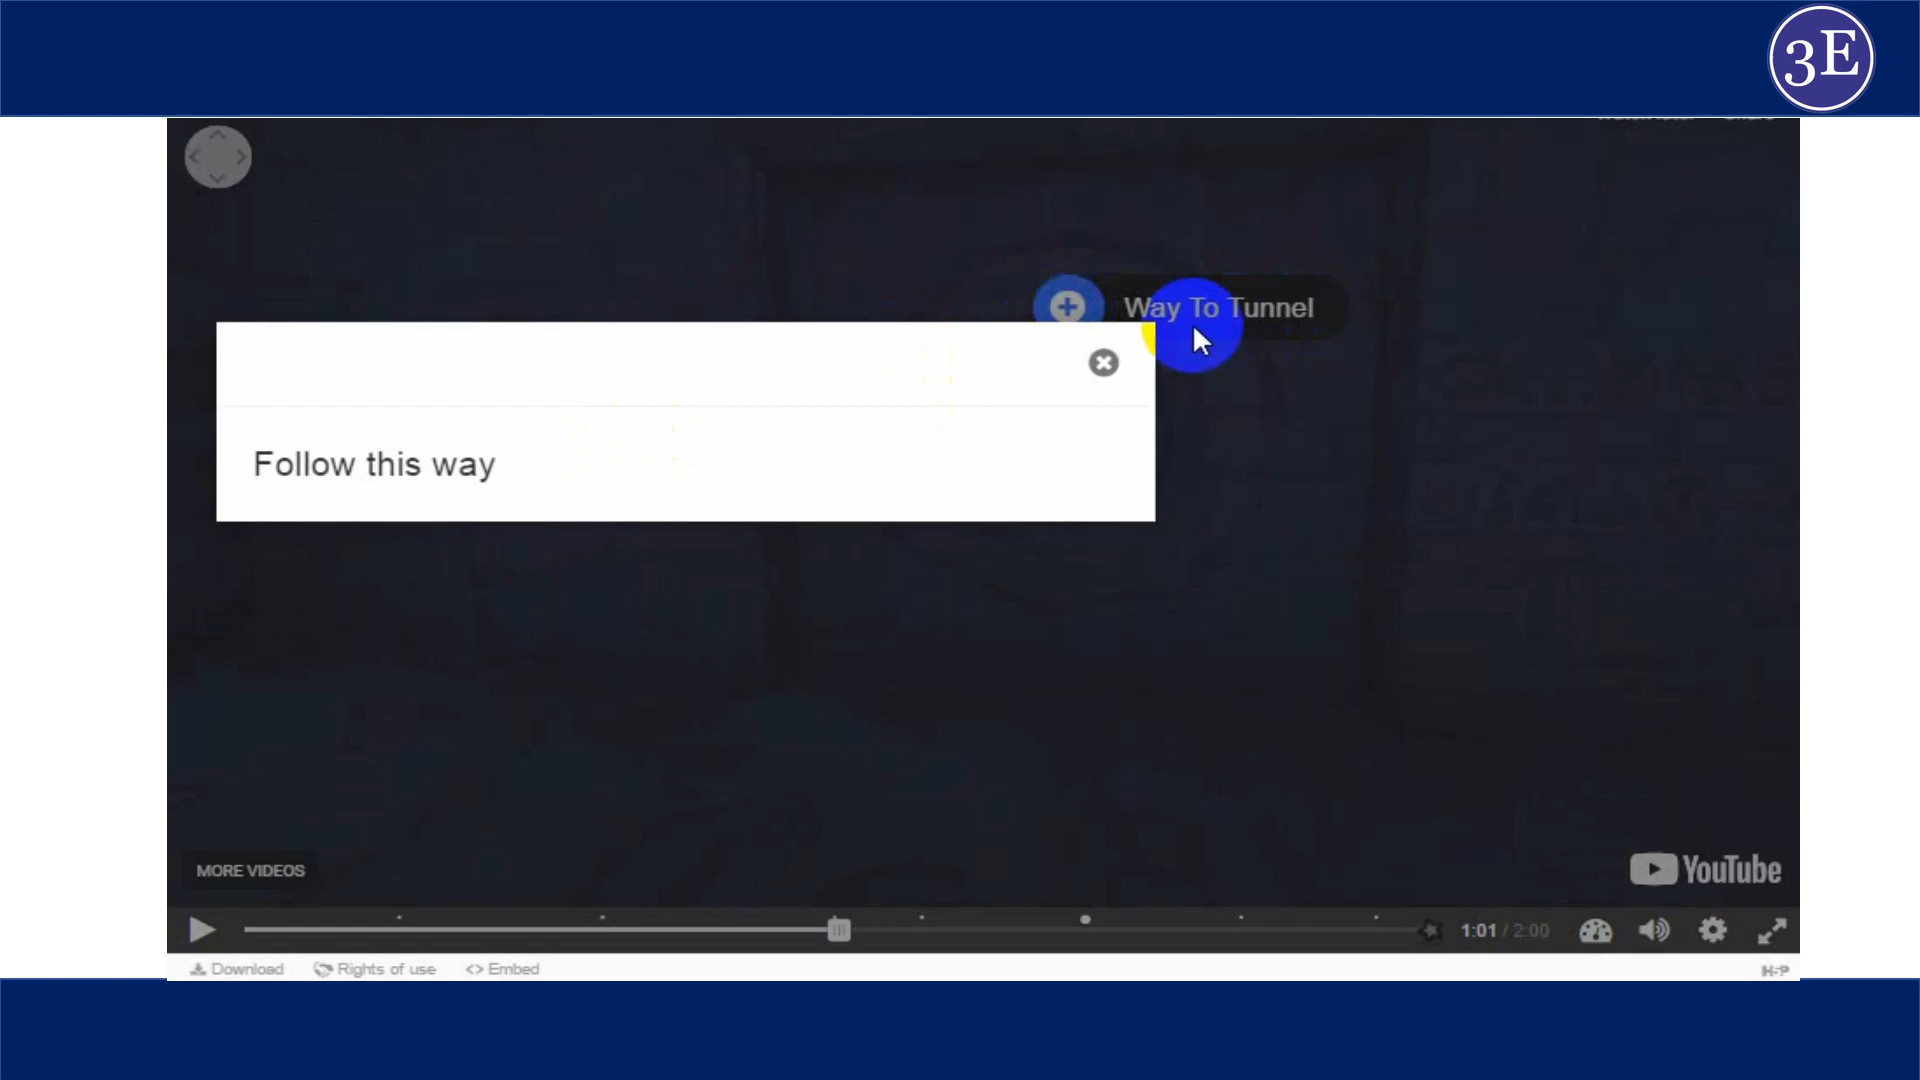 3E
Way To Tunnel
Follow this way
MORE VIDEOS
YouTube
1:01 / 2:00
Download Rights of use <> Embed
H-P